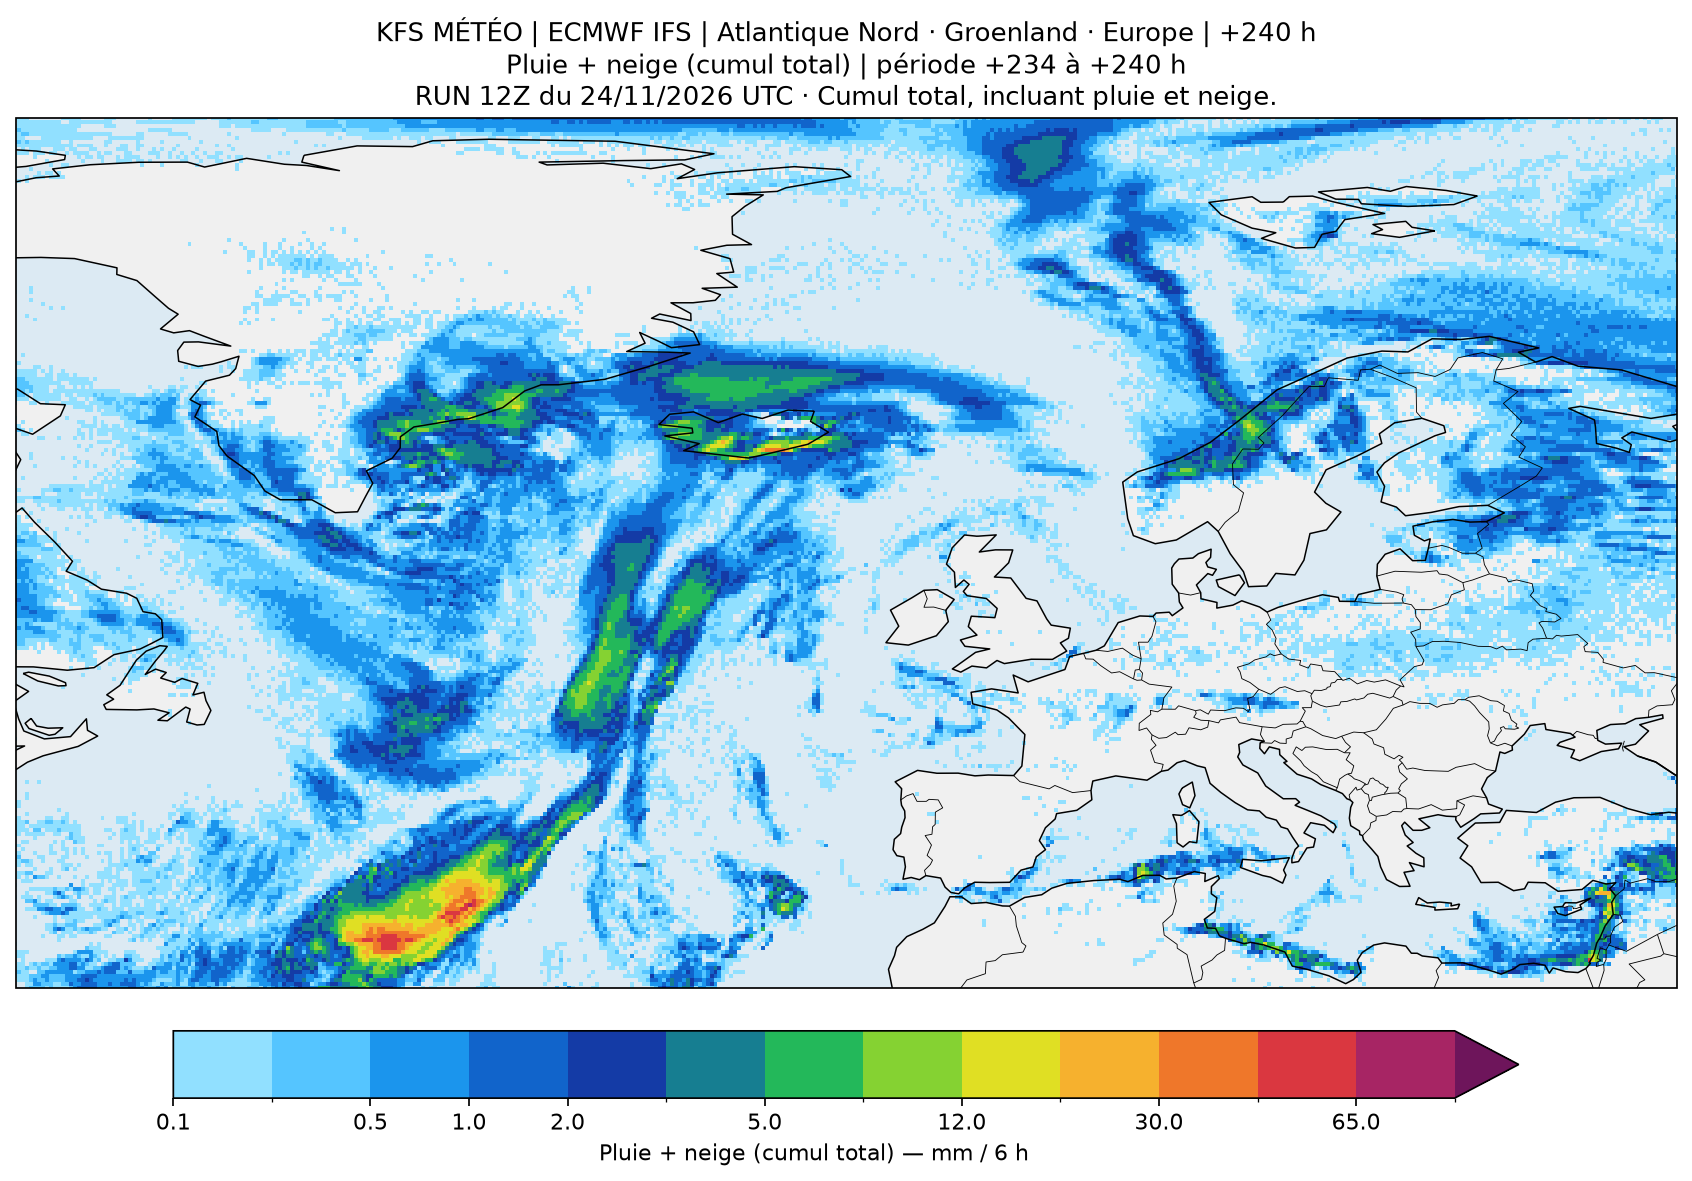 KFS MÉTÉO | ECMWF IFS | Atlantique Nord · Groenland · Europe | +240 h
Pluie + neige (cumul total) | période +234 à +240 h
RUN 12Z du 24/11/2026 UTC · Cumul total, incluant pluie et neige.
0.1 0.5 1.0 2.0 5.0 12.0 30.0 65.0
Pluie + neige (cumul total) — mm / 6 h